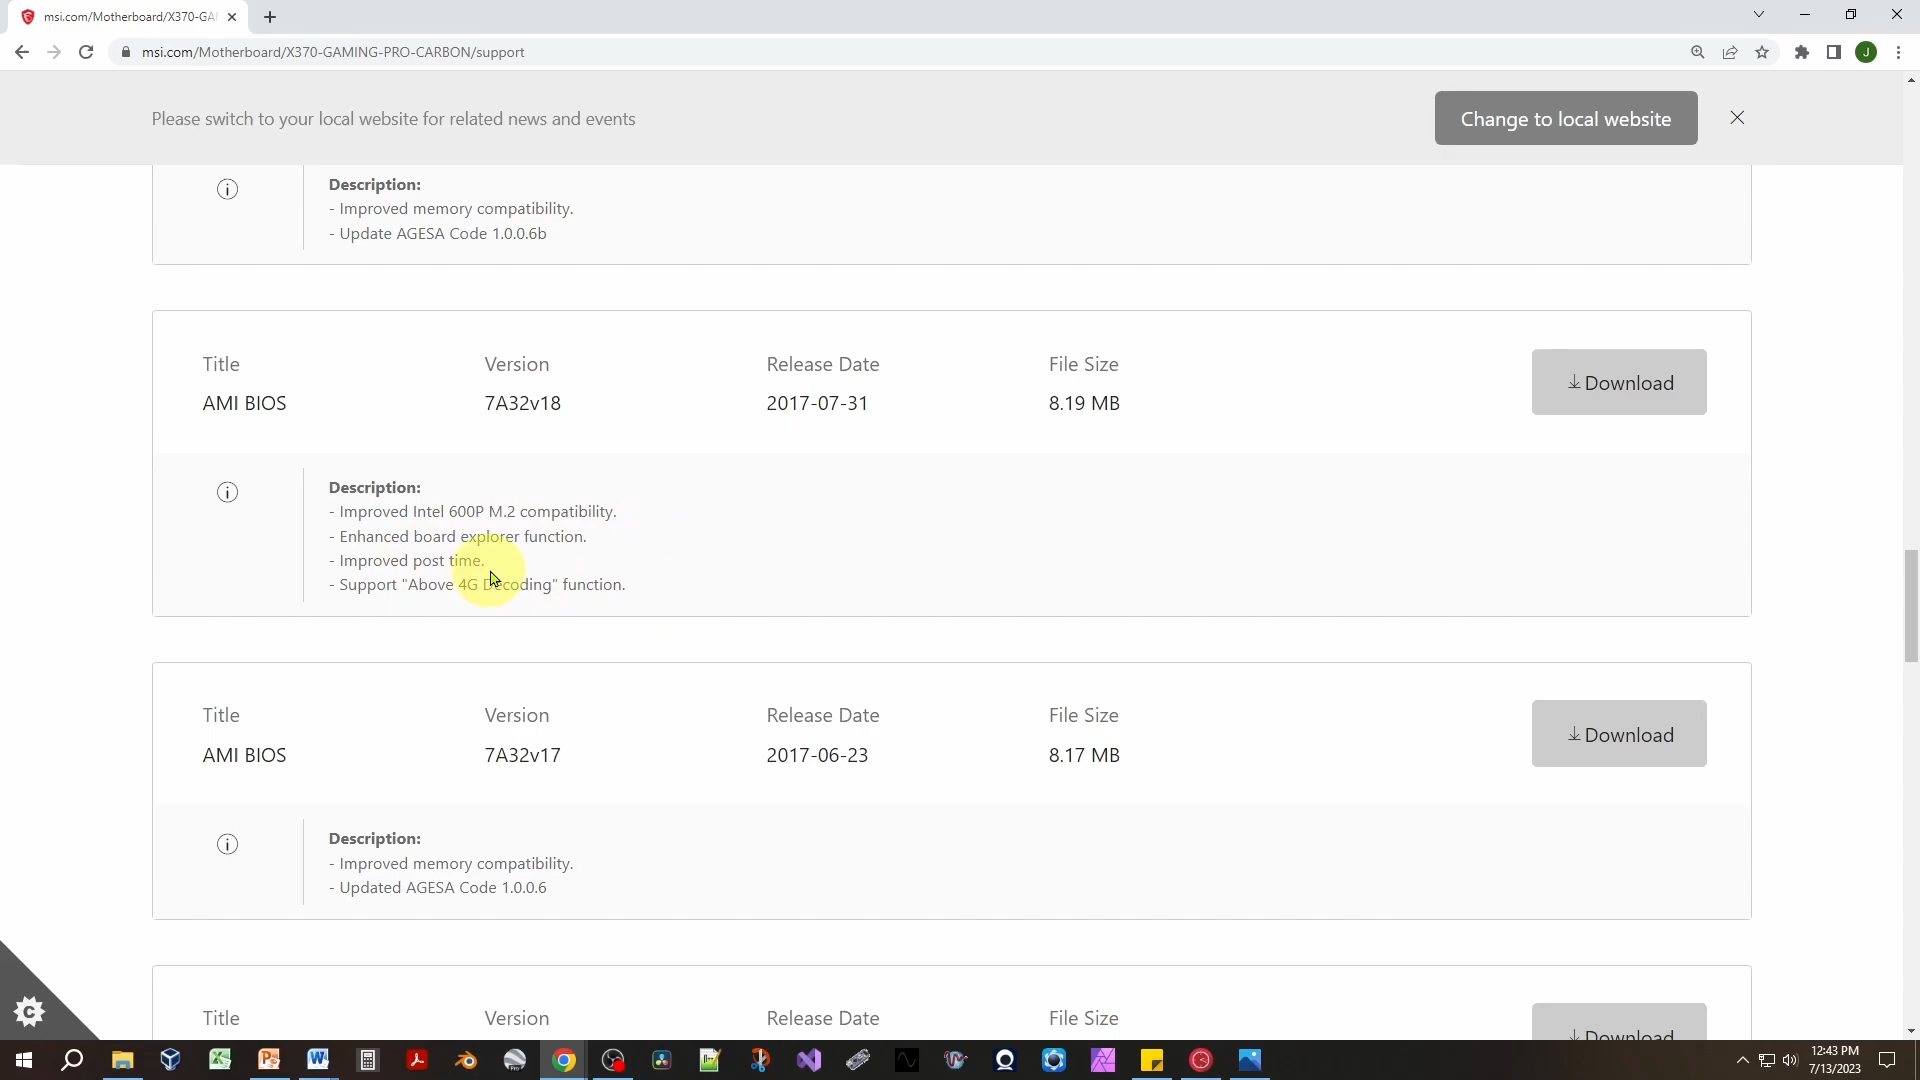 msi.com/Motherboard/X370-GA
msi.com/Motherboard/X370-GAMING-PRO-CARBON/support
J
Please switch to your local website for related news and events
Change to local website
Description:
- Improved memory compatibility.
- Update AGESA Code 1.0.0.6b
Title Version Release Date File Size
Download
AMI BIOS 7A32v18 2017-07-31 8.19 MB
Description:
- Improved Intel 600P M.2 compatibility.
- Enhanced board explorer function.
- Improved post time.
- Support "Above 4G Decoding" function.
Title Version Release Date File Size
Download
AMI BIOS 7A32v17 2017-06-23 8.17 MB
Description:
- Improved memory compatibility.
- Updated AGESA Code 1.0.0.6
Title Version Release Date File Size
Download
12:43 PM
7/13/2023